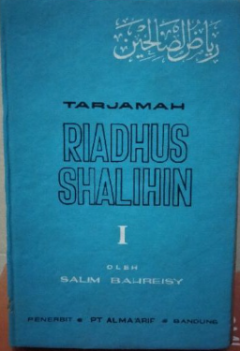 رياض الصالحين
TARJAMAH
RIADHUS
SHALIHIN
I
OLEH
SALIM BAHREISY
PENERBIT • PT ALMA'ARIF • BANDUNG